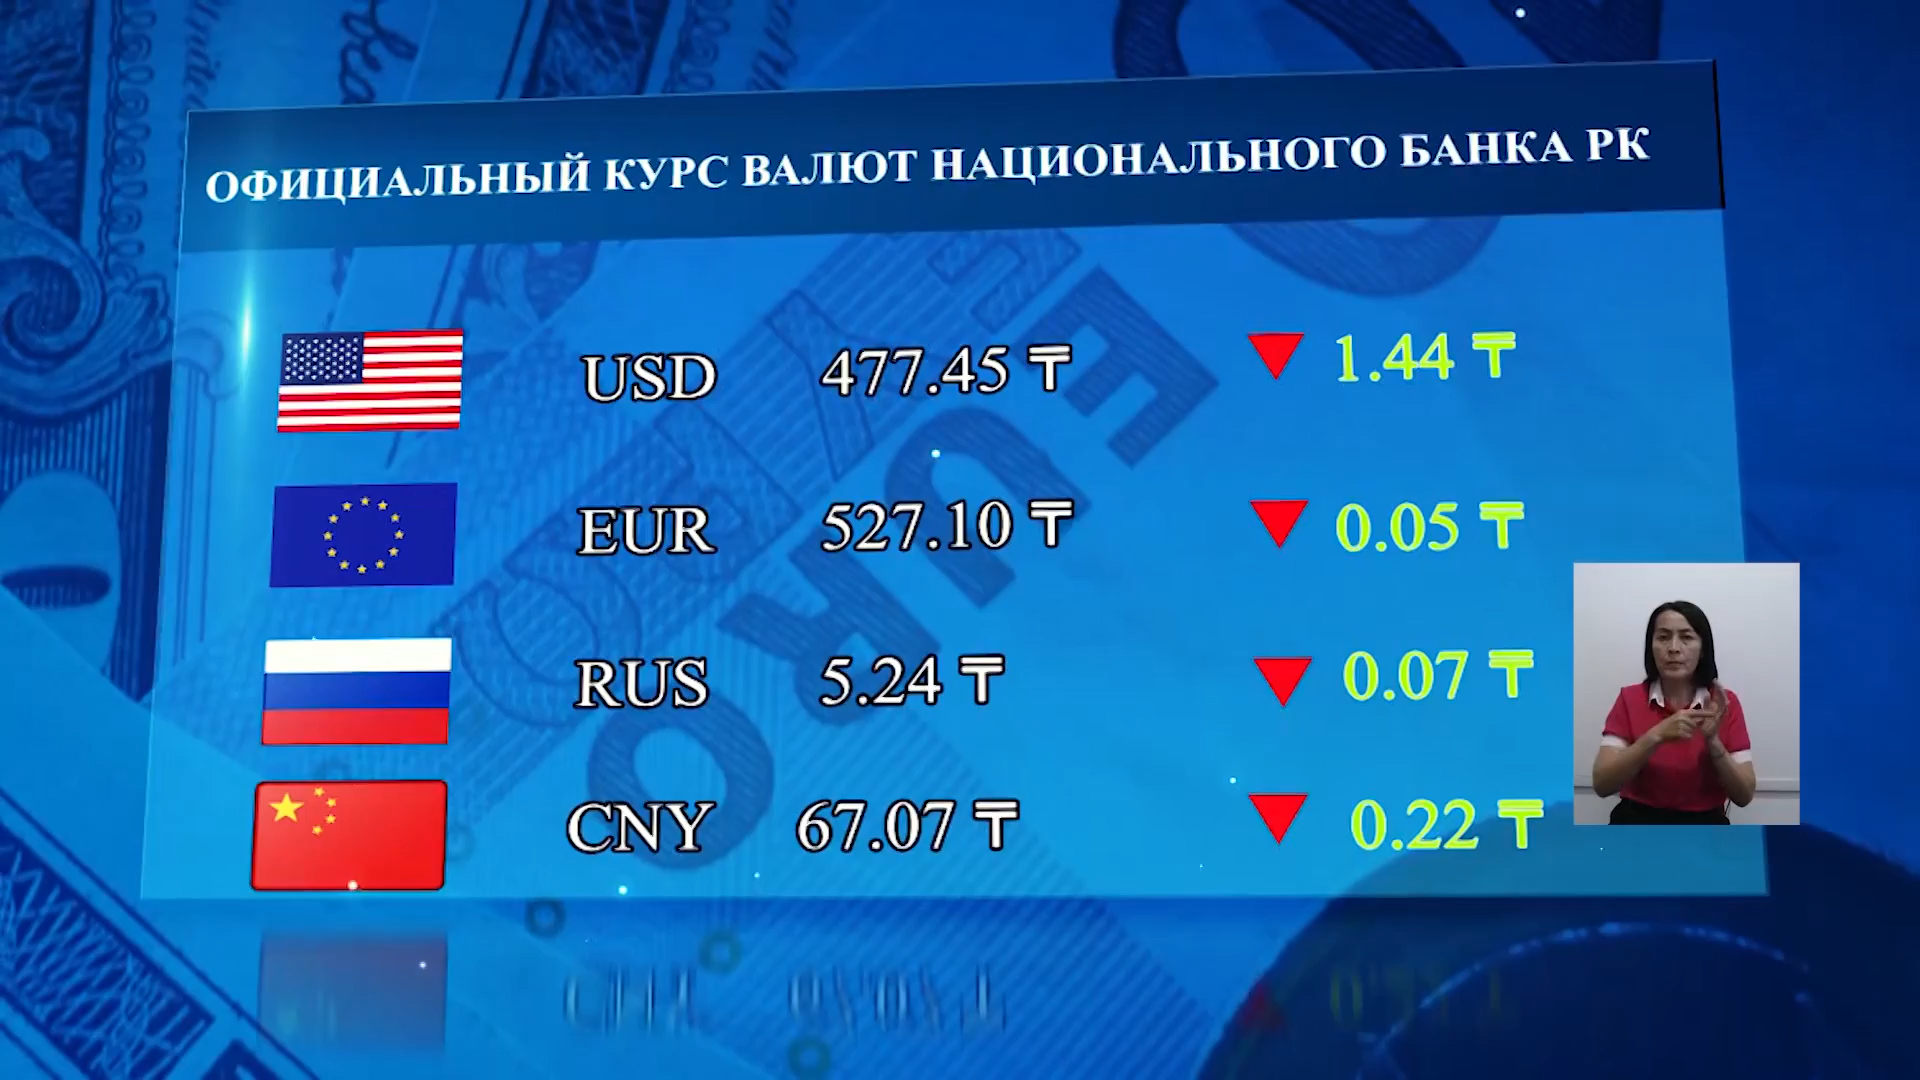 ОФИЦИАЛЬНЫЙ КУРС ВАЛЮТ НАЦИОНАЛЬНОГО БАНКА РК
USD 477.45 ₸ 1.44 ₸
EUR 527.10 ₸ 0.05 ₸
RUS 5.24 ₸ 0.07 ₸
CNY 67.07 ₸ 0.22 ₸
EURO